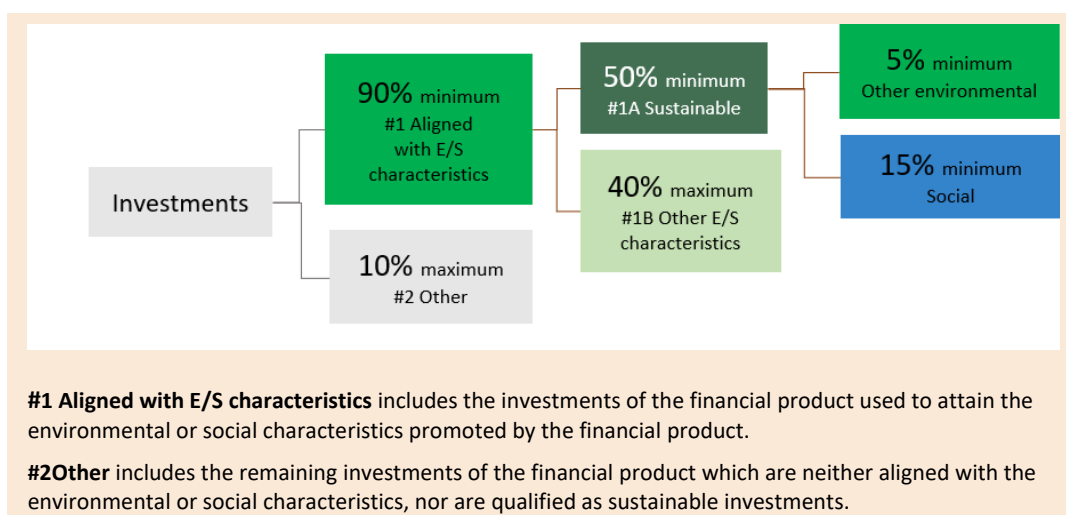 Investments
90% minimum
#1 Aligned
with E/S
characteristics
10% maximum
#2 Other
50% minimum
#1A Sustainable
40% maximum
#1B Other E/S
characteristics
5% minimum
Other environmental
15% minimum
Social
#1 Aligned with E/S characteristics includes the investments of the financial product used to attain the
environmental or social characteristics promoted by the financial product.
#2Other includes the remaining investments of the financial product which are neither aligned with the
environmental or social characteristics, nor are qualified as sustainable investments.